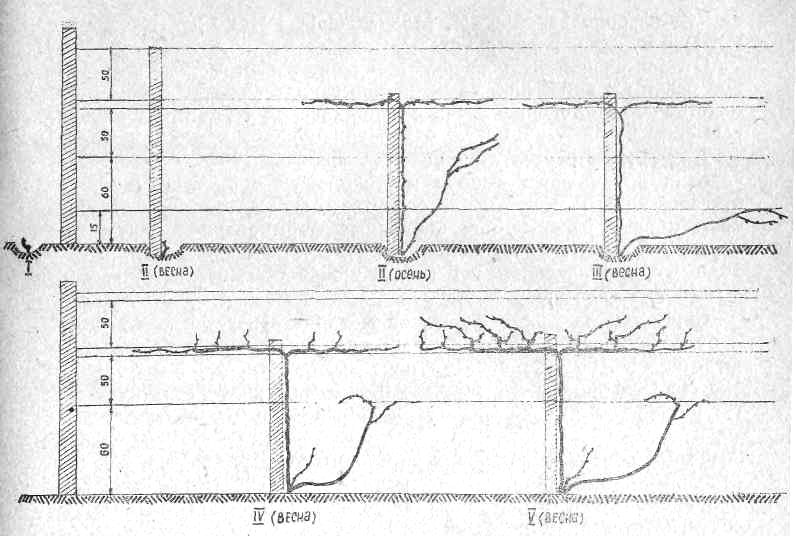 50
50
60
15
I
II (весна)
II (осень)
III (весна)
50
50
60
IV (весна)
V (весна)